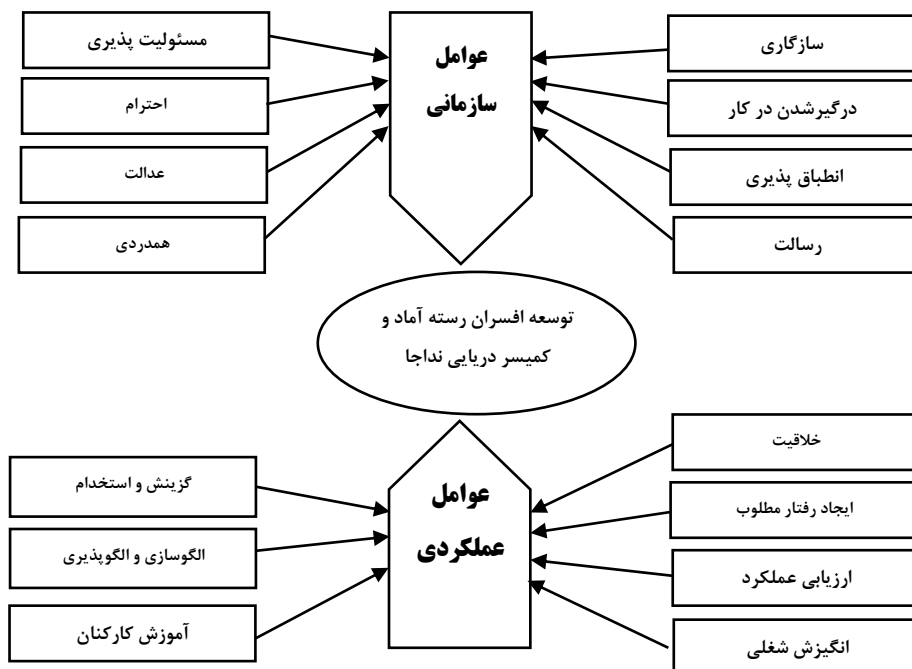 سازگاری
درگیرشدن در کار
انطباق پذیری
رسالت
عوامل
سازمانی
مسئولیت پذیری
احترام
عدالت
همدردی
توسعه افسران رسته آماد و
کمیسر دریایی نداجا
خلاقیت
ایجاد رفتار مطلوب
ارزیابی عملکرد
انگیزش شغلی
عوامل
عملکردی
گزینش و استخدام
الگوسازی و الگوپذیری
آموزش کارکنان